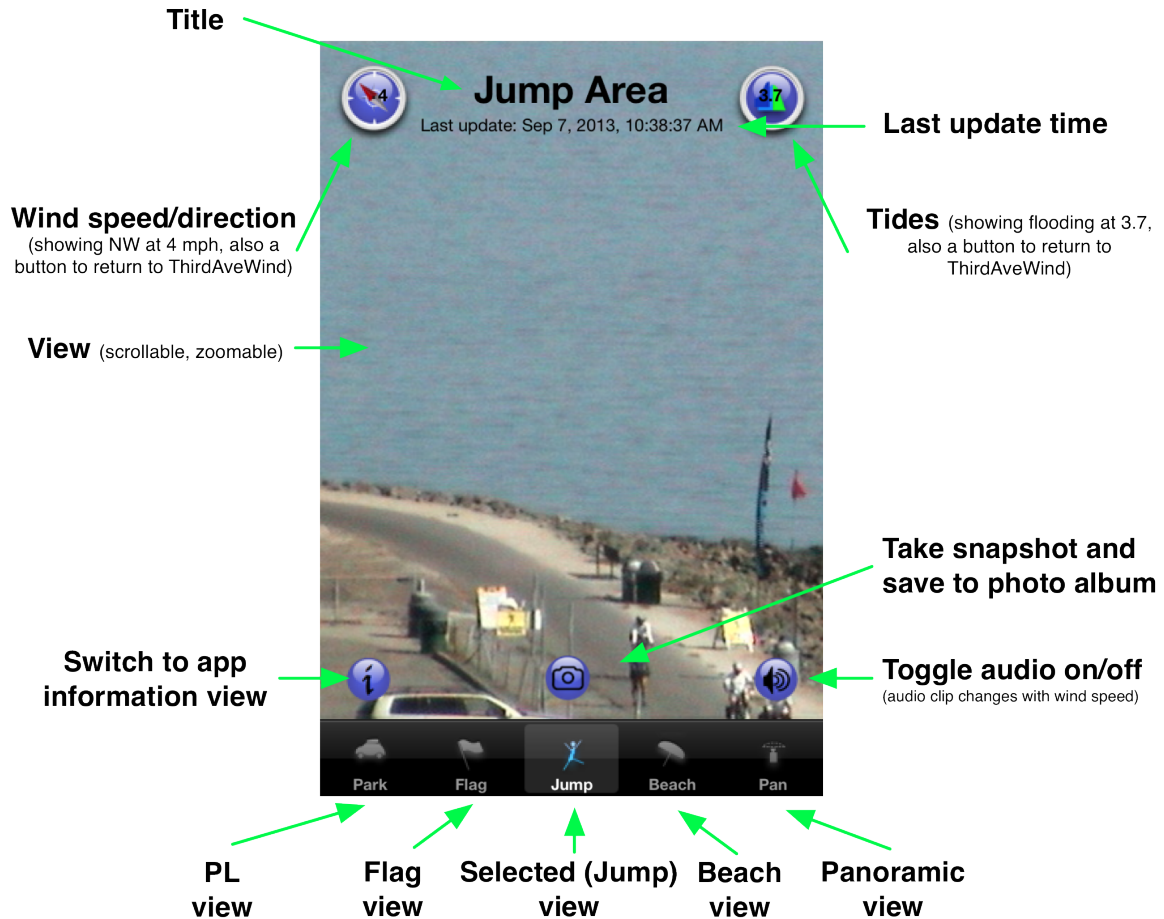 Title
Jump Area
4
3.7
Last update: Sep 7, 2013, 10:38:37 AM
Last update time
Wind speed/direction
(showing NW at 4 mph, also a
button to return to ThirdAveWind)
Tides (showing flooding at 3.7,
also a button to return to
ThirdAveWind)
View (scrollable, zoomable)
Take snapshot and
save to photo album
Switch to app
information view
i
Toggle audio on/off
(audio clip changes with wind speed)
Park
Flag
Jump
Beach
Pan
PL
view
Flag
view
Selected (Jump)
view
Beach
view
Panoramic
view